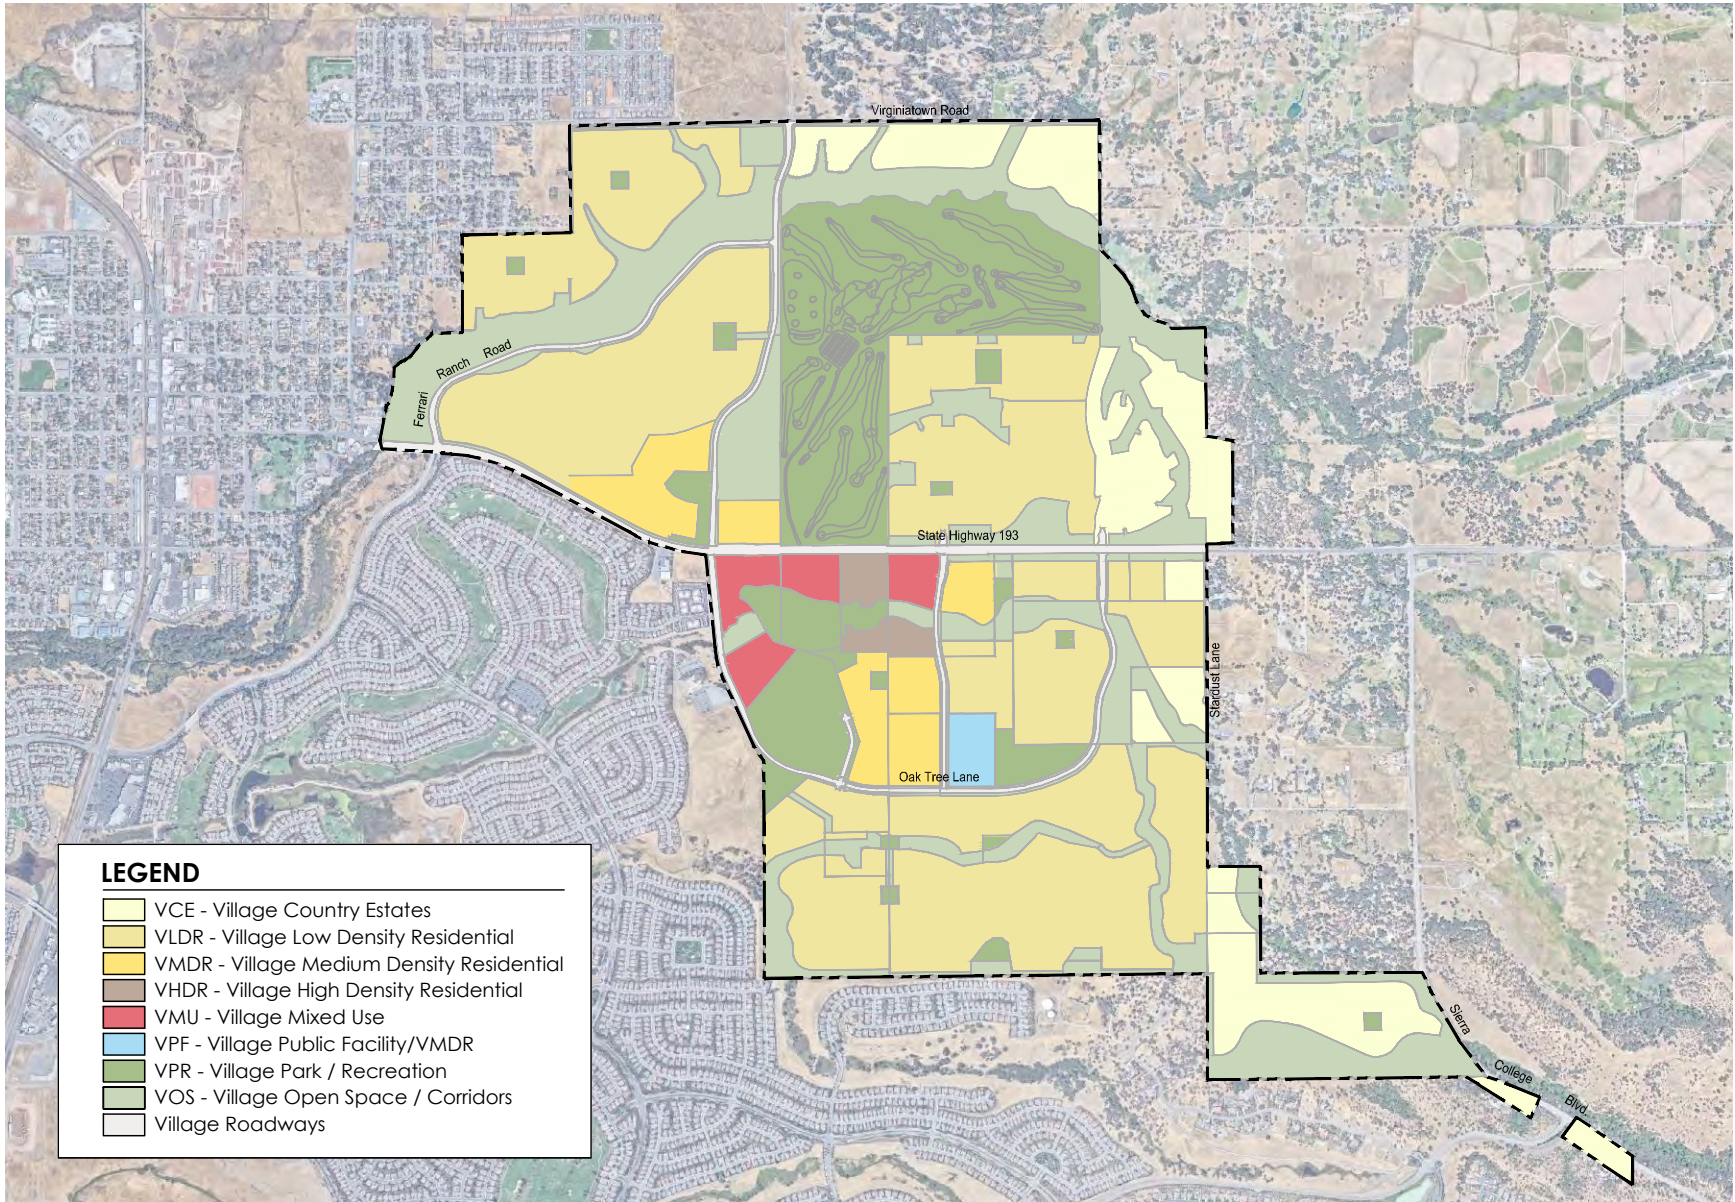 Virginiatown Road
Ferrari
Ranch
Road
State Highway 193
Stardust Lane
Oak Tree Lane
Sierra
College
Blvd.
LEGEND
VCE - Village Country Estates
VLDR - Village Low Density Residential
VMDR - Village Medium Density Residential
VHDR - Village High Density Residential
VMU - Village Mixed Use
VPF - Village Public Facility/VMDR
VPR - Village Park / Recreation
VOS - Village Open Space / Corridors
Village Roadways